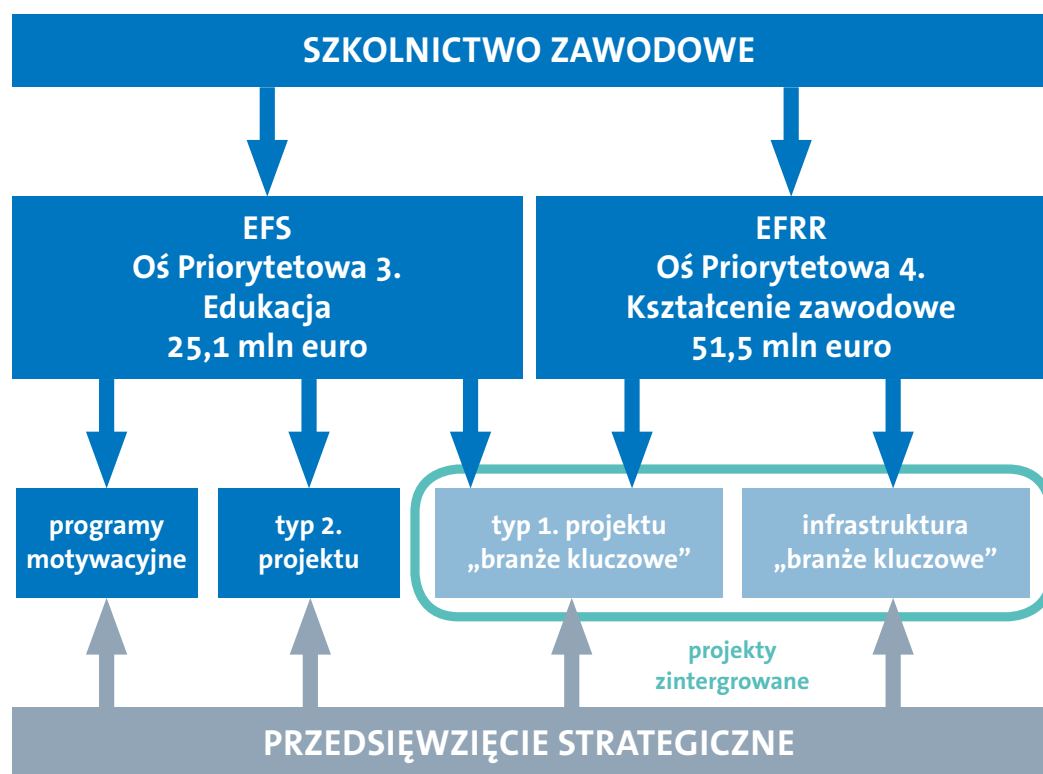 SZKOLNICTWO ZAWODOWE
EFS
Oś Priorytetowa 3.
Edukacja
25,1 mln euro
EFRR
Oś Priorytetowa 4.
Kształcenie zawodowe
51,5 mln euro
programy
motywacyjne
typ 2.
projektu
typ 1. projektu
„branże kluczowe”
infrastruktura
„branże kluczowe”
projekty
zintergrowane
PRZEDSIĘWZIĘCIE STRATEGICZNE